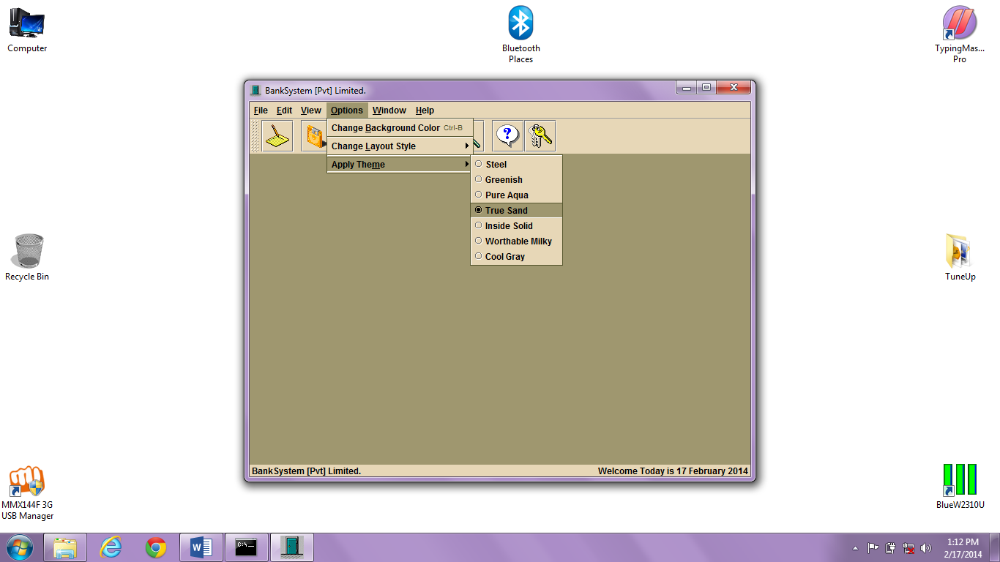 Computer
Bluetooth
Places
TypingMas...
Pro
BankSystem [Pvt] Limited.
File Edit View Options Window Help
Change Background Color Ctrl-B
Change Layout Style
Apply Theme
Steel
Greenish
Pure Aqua
True Sand
Inside Solid
Worthable Milky
Cool Gray
Recycle Bin
TuneUp
BankSystem [Pvt] Limited.
Welcome Today is 17 February 2014
MMX144F 3G
USB Manager
BlueW2310U
C:\._
1:12 PM
2/17/2014